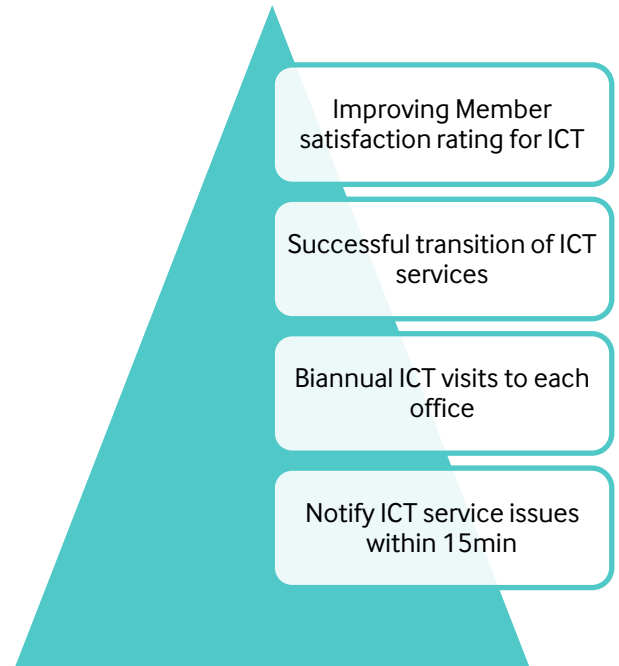 Improving Member
satisfaction rating for ICT
Successful transition of ICT
services
Biannual ICT visits to each
office
Notify ICT service issues
within 15min